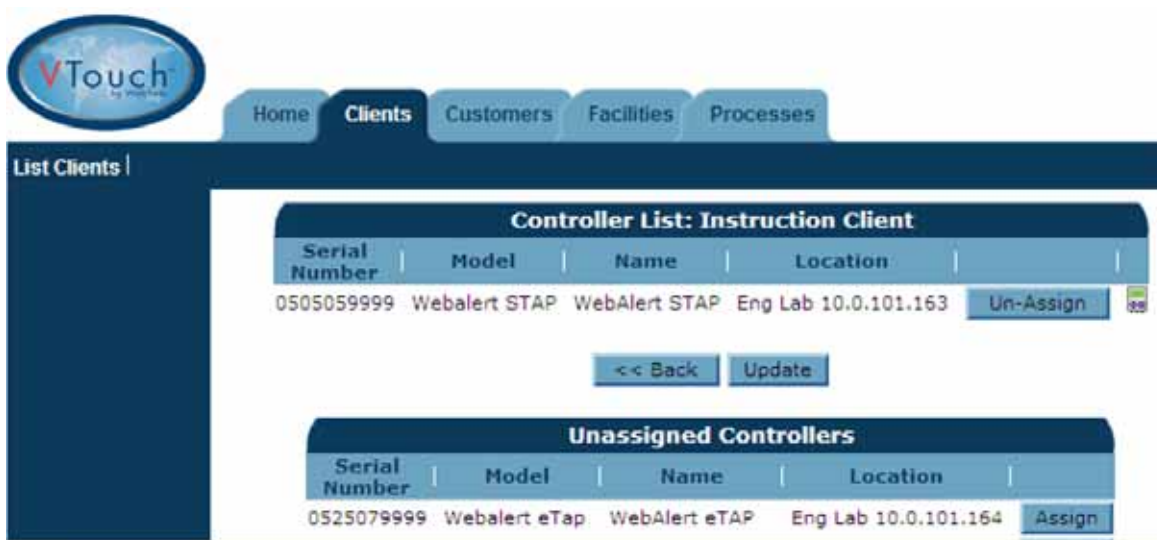 VTouch
Home Clients Customers Facilities Processes
List Clients
Controller List: Instruction Client
Serial Number Model Name Location
0505059999 Webalert STAP WebAlert STAP Eng Lab 10.0.101.163 Un-Assign
<< Back Update
Unassigned Controllers
Serial Number Model Name Location
0525079999 Webalert eTap WebAlert eTAP Eng Lab 10.0.101.164 Assign